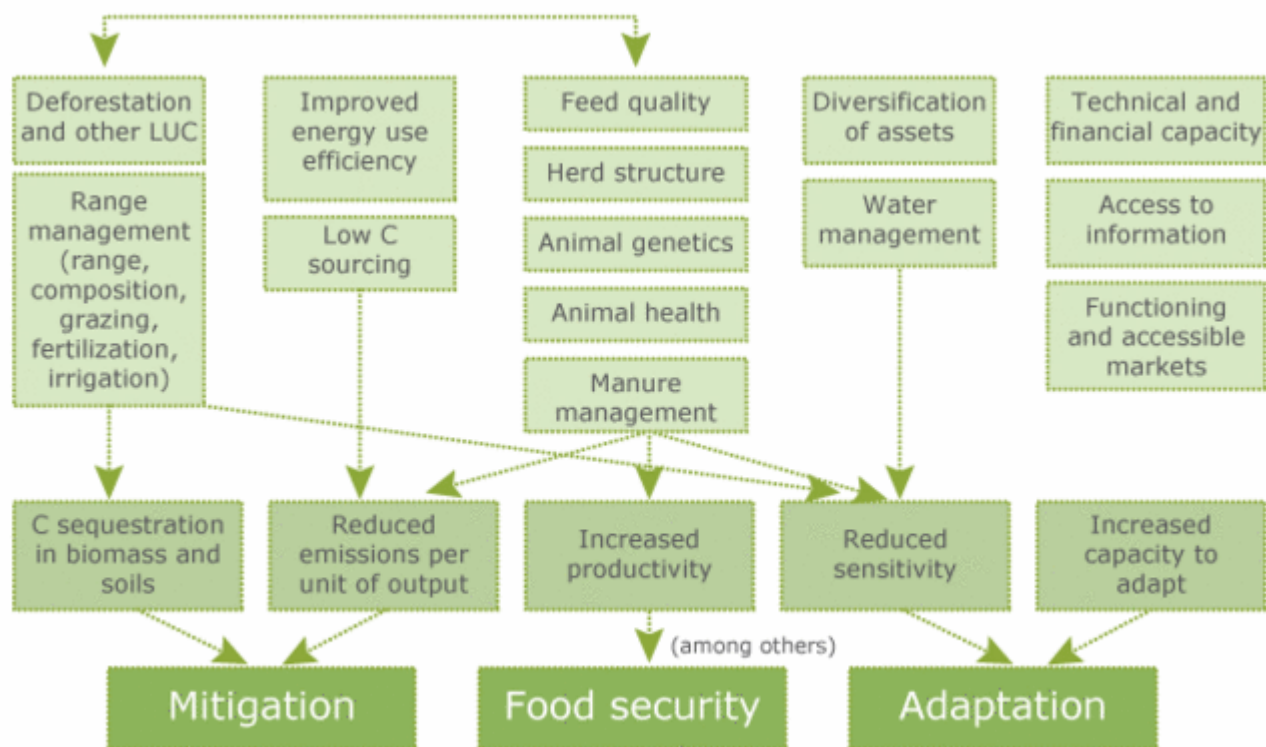 Deforestation
and other LUC
Improved
energy use
efficiency
Feed quality
Diversification
of assets
Technical and
financial capacity
Range
management
(range,
composition,
grazing,
fertilization,
irrigation)
Low C
sourcing
Herd structure
Animal genetics
Animal health
Manure
management
Water
management
Access to
information
Functioning
and accessible
markets
C sequestration
in biomass and
soils
Reduced
emissions per
unit of output
Increased
productivity
Reduced
sensitivity
Increased
capacity to
adapt
(among others)
Mitigation
Food security
Adaptation